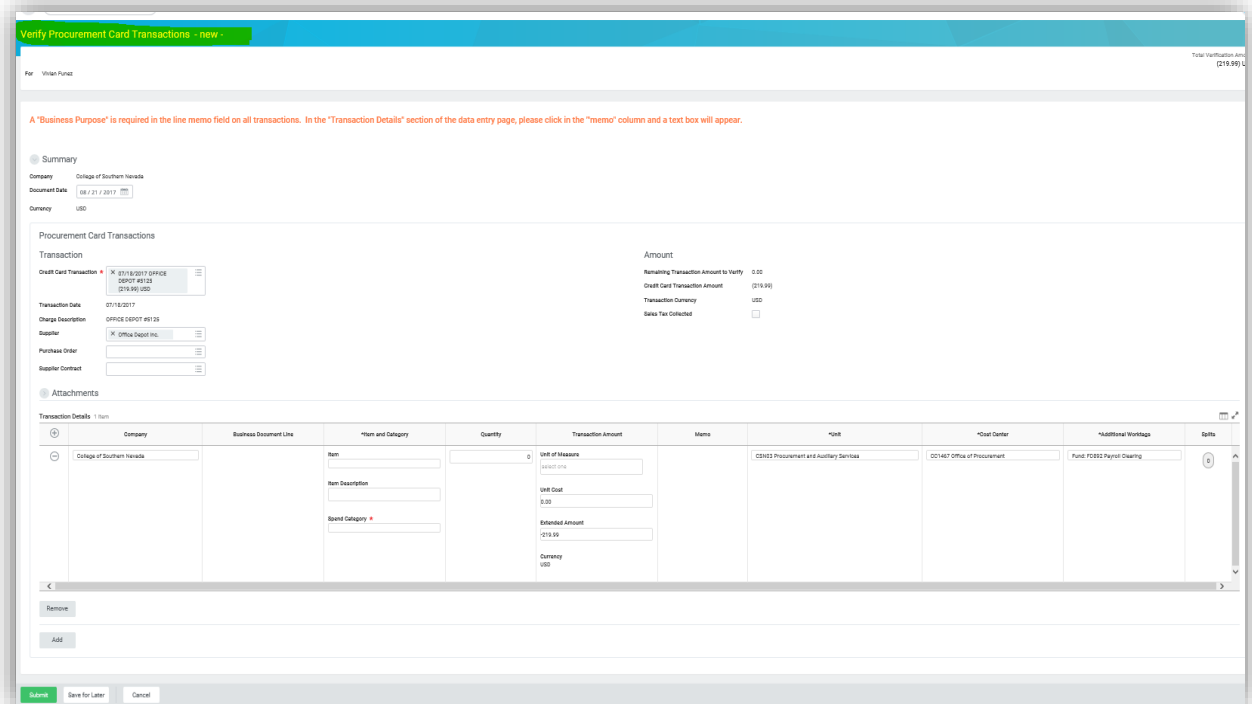 Verify Procurement Card Transactions - new -
Total Verification Amo
(219.99) U
For Vivian Funez
A "Business Purpose" is required in the line memo field on all transactions. In the "Transaction Details" section of the data entry page, please click in the "memo" column and a text box will appear.
Summary
Company College of Southern Nevada
Document Date 08 / 21 / 2017
Currency USD
Procurement Card Transactions
Transaction
Credit Card Transaction * × 07/18/2017 OFFICE
DEPOT #5125
(219.99) USD
Transaction Date 07/18/2017
Charge Description OFFICE DEPOT #5125
Supplier × Office Depot Inc.
Purchase Order
Supplier Contract
Amount
Remaining Transaction Amount to Verify 0.00
Credit Card Transaction Amount (219.99)
Transaction Currency USD
Sales Tax Collected
Attachments
Transaction Details 1 item
Company Business Document Line *Item and Category Quantity Transaction Amount Memo *Unit *Cost Center *Additional Worktags Splits
College of Southern Nevada
Item
Item Description
Spend Category *
0
Unit of Measure
select one
Unit Cost
0.00
Extended Amount
-219.99
Currency
USD
CSN03 Procurement and Auxiliary Services
CC1467 Office of Procurement
Fund: FD892 Payroll Clearing
0
Remove
Add
Submit Save for Later Cancel